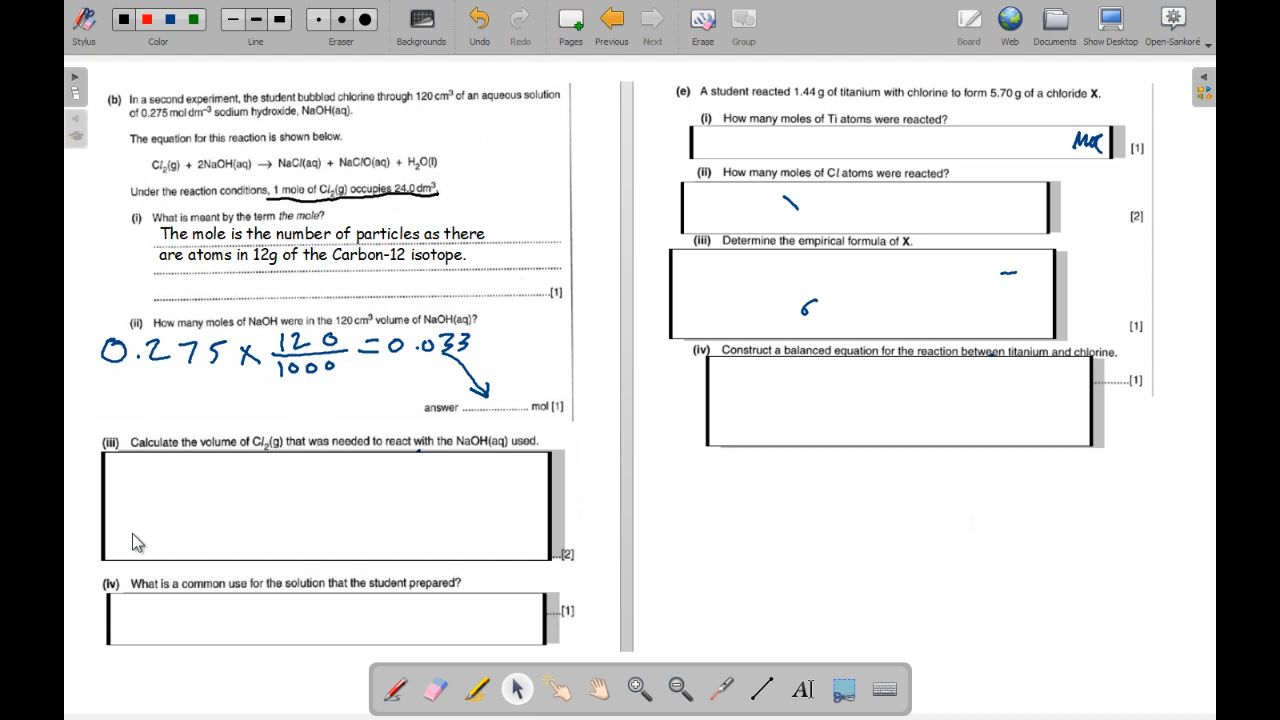 Stylus
Color
Line
Eraser
Backgrounds
Undo
Redo
Pages
Previous
Next
Erase
Group
Board
Web
Documents
Show Desktop
Open-Sankoré
(b) In a second experiment, the student bubbled chlorine through 120 cm³ of an aqueous solution
of 0.275 mol dm⁻³ sodium hydroxide, NaOH(aq).
The equation for this reaction is shown below.
Cl₂(g) + 2NaOH(aq) → NaCl(aq) + NaClO(aq) + H₂O(l)
Under the reaction conditions, 1 mole of Cl₂(g) occupies 24.0 dm³.
(i) What is meant by the term the mole?
The mole is the number of particles as there
are atoms in 12g of the Carbon-12 isotope.
[1]
(ii) How many moles of NaOH were in the 120 cm³ volume of NaOH(aq)?
0.275 × 120/1000 = 0.033
answer .................... mol [1]
(iii) Calculate the volume of Cl₂(g) that was needed to react with the NaOH(aq) used.
...[2]
(iv) What is a common use for the solution that the student prepared?
.....[1]
(e) A student reacted 1.44 g of titanium with chlorine to form 5.70 g of a chloride X.
(i) How many moles of Ti atoms were reacted?
[1]
(ii) How many moles of Cl atoms were reacted?
[2]
(iii) Determine the empirical formula of X.
[1]
(iv) Construct a balanced equation for the reaction between titanium and chlorine.
..........[1]